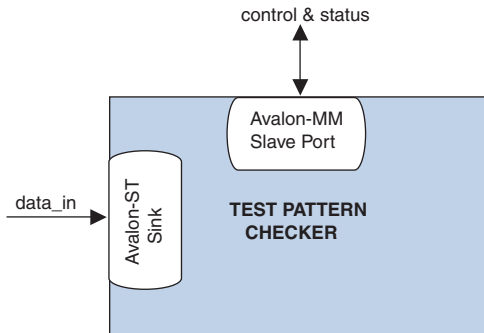 control & status
Avalon-MM
Slave Port
data_in
Avalon-ST
Sink
TEST PATTERN
CHECKER